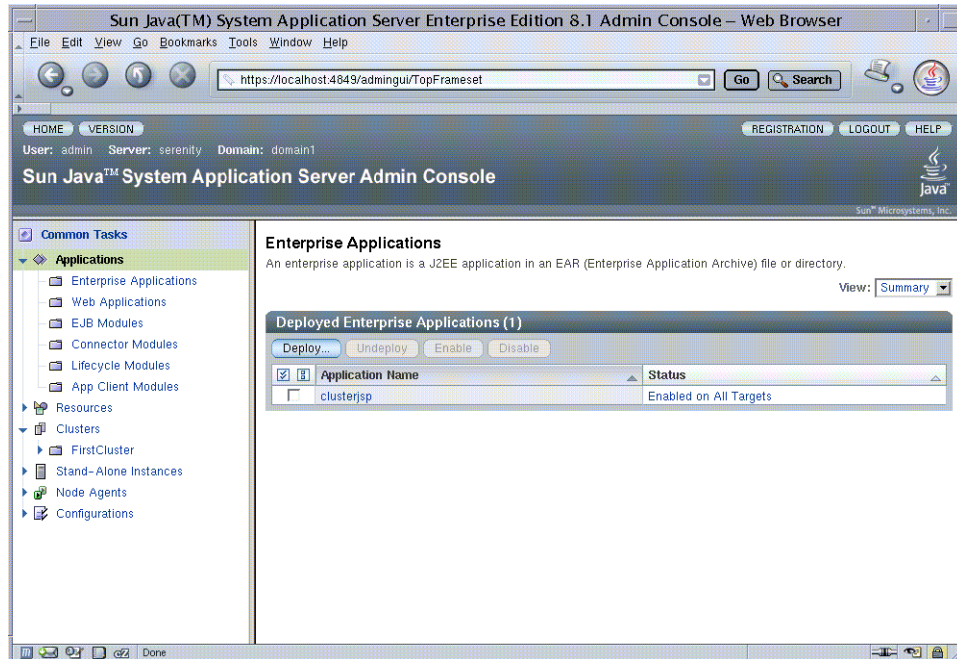 Sun Java(TM) System Application Server Enterprise Edition 8.1 Admin Console – Web Browser
File Edit View Go Bookmarks Tools Window Help
https://localhost:4849/admingui/TopFrameset Go Search
HOME VERSION REGISTRATION LOGOUT HELP
User: admin Server: serenity Domain: domain1
Sun Java™ System Application Server Admin Console
Java
Sun™ Microsystems, Inc.
Common Tasks
Applications
Enterprise Applications
Web Applications
EJB Modules
Connector Modules
Lifecycle Modules
App Client Modules
Resources
Clusters
FirstCluster
Stand-Alone Instances
Node Agents
Configurations
Enterprise Applications
An enterprise application is a J2EE application in an EAR (Enterprise Application Archive) file or directory.
View: Summary
Deployed Enterprise Applications (1)
Deploy... Undeploy Enable Disable
Application Name Status
clusterjsp Enabled on All Targets
Done